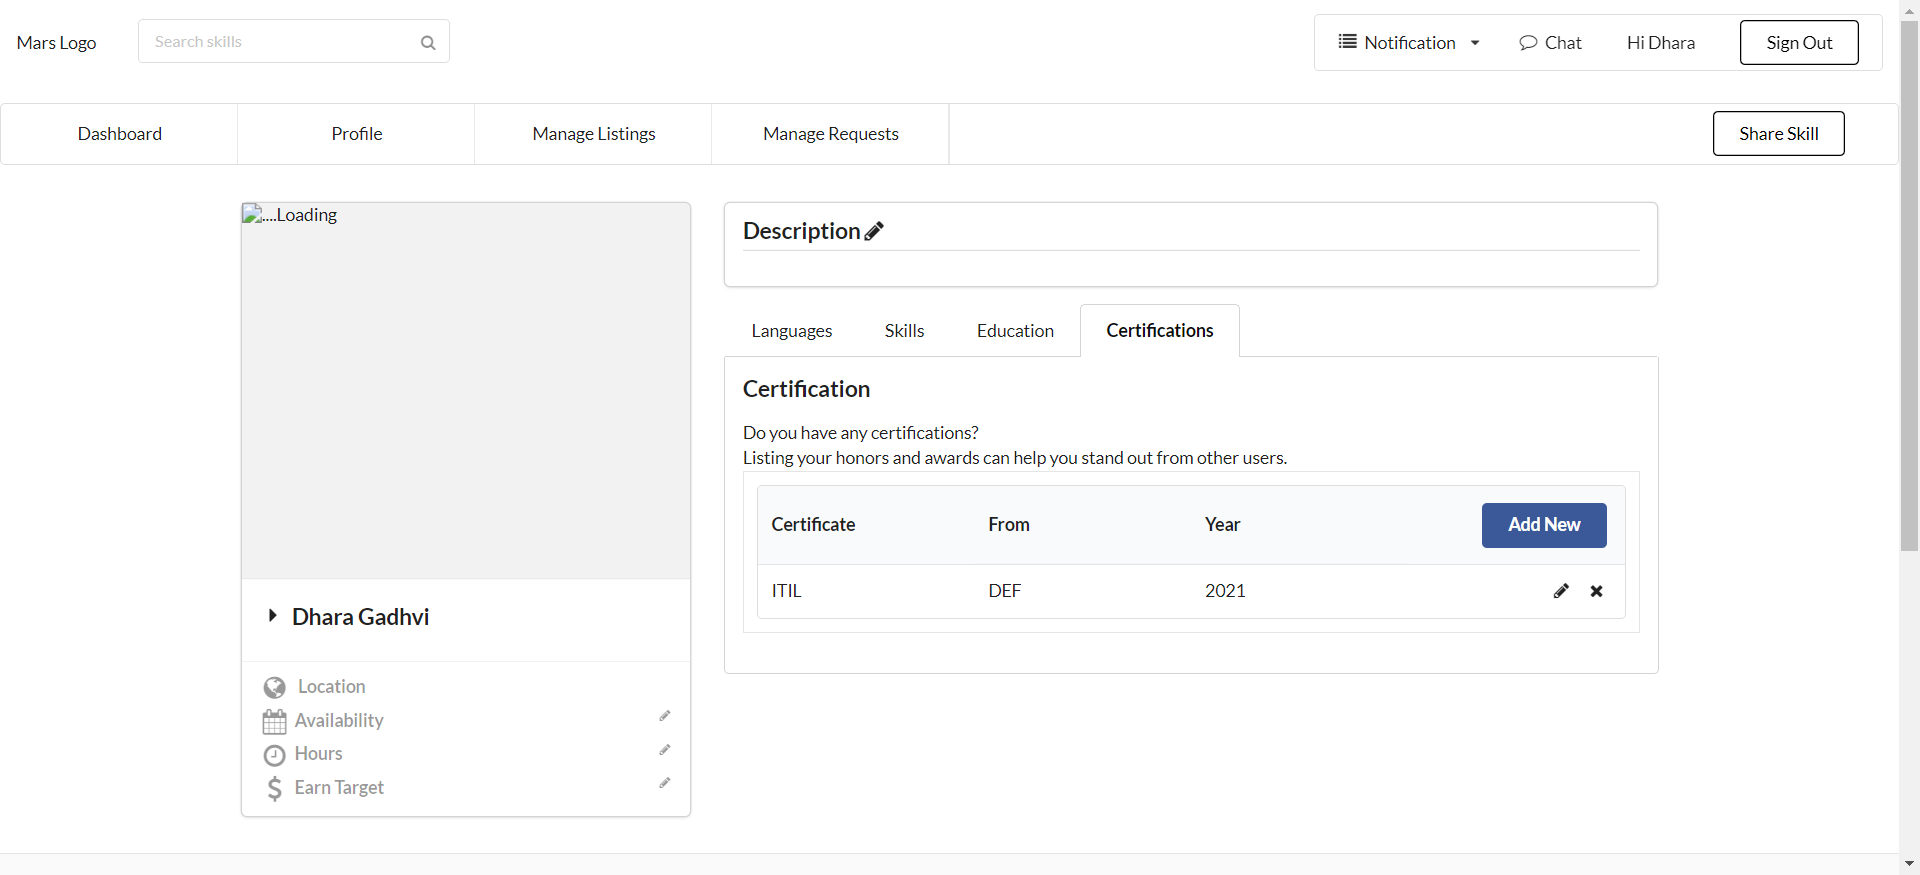 Mars Logo
Search skills
Notification
Chat
Hi Dhara
Sign Out
Dashboard
Profile
Manage Listings
Manage Requests
Share Skill
....Loading
Dhara Gadhvi
Location
Availability
Hours
Earn Target
Description
Languages
Skills
Education
Certifications
Certification
Do you have any certifications?
Listing your honors and awards can help you stand out from other users.
Certificate From Year Add New
ITIL DEF 2021